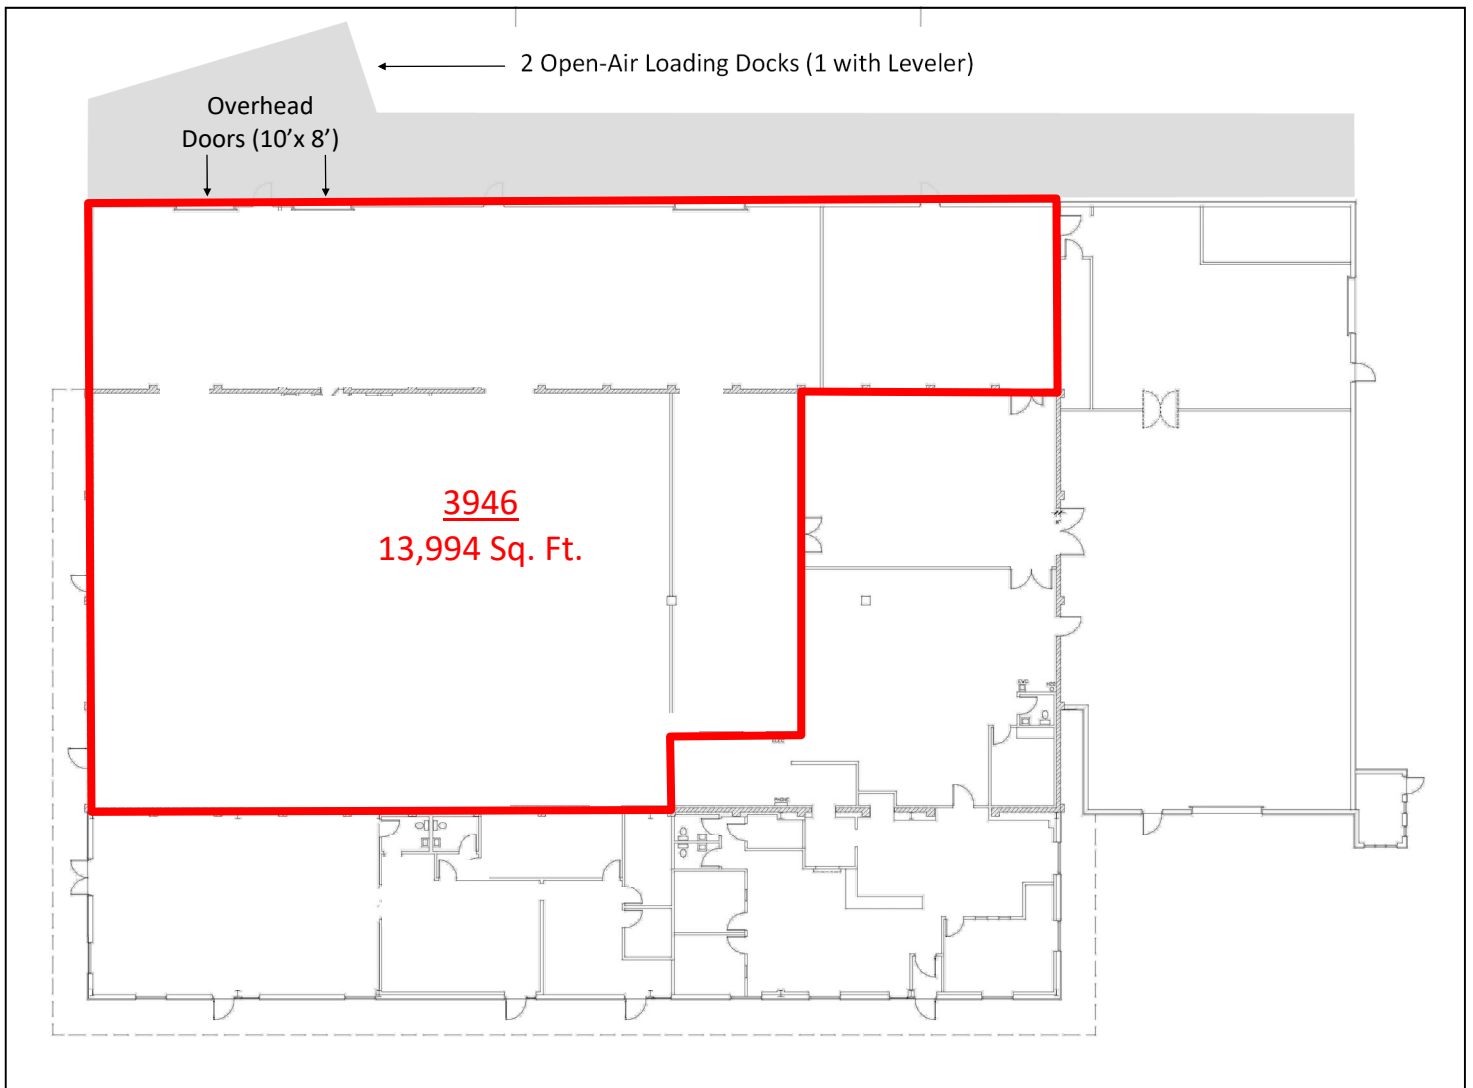 2 Open-Air Loading Docks (1 with Leveler)
Overhead
Doors (10’x 8’)
3946
13,994 Sq. Ft.